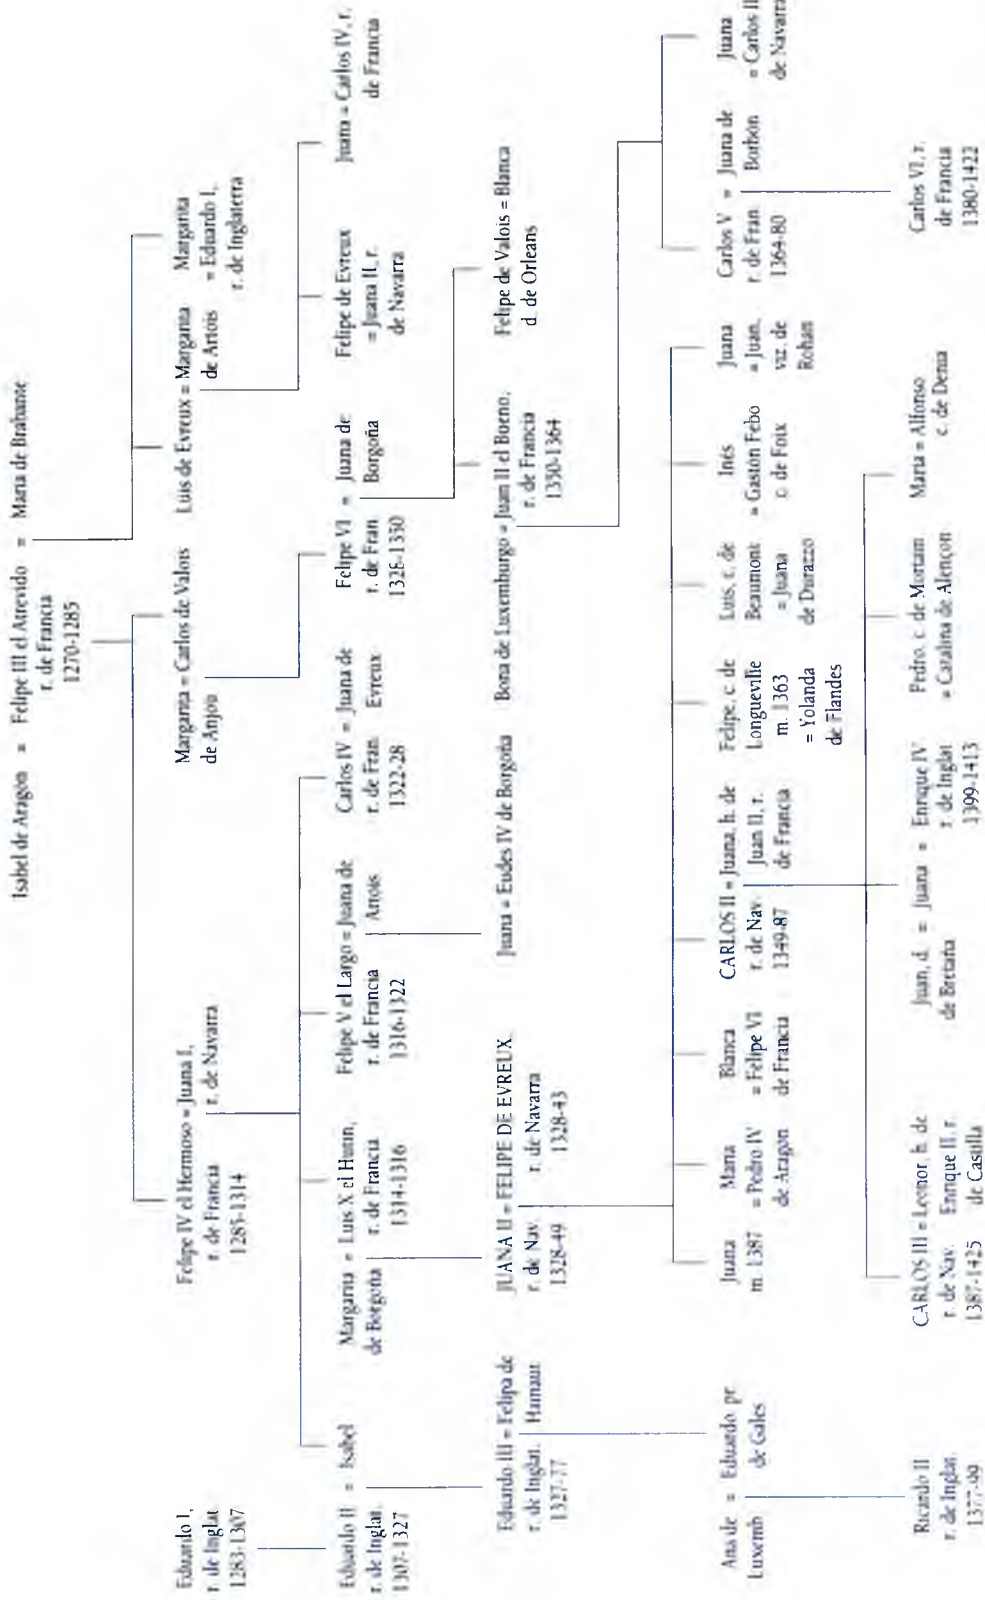 Isabel de Aragón = Felipe III el Atrevido = María de Brabante
r. de Francia
1270-1285
Eduardo I,
r. de Inglat
1283-1307
Felipe IV el Hermoso = Juana I,
r. de Francia r. de Navarra
1285-1314
Margarita = Carlos de Valois
de Anjou
Luis de Evreux = Margarita
de Artois
Margarita
= Eduardo I,
r. de Inglaterra
Eduardo II = Isabel
r. de Inglat.
1307-1327
Margarita = Luis X el Hutin,
de Borgoña r. de Francia
1314-1316
Felipe V el Largo = Juana de
r. de Francia Artois
1316-1322
Carlos IV = Juana de
r. de Fran. Evreux
1322-28
Felipe VI = Juana de
r. de Fran Borgoña
1328-1350
Felipe de Evreux
= Juana II, r.
de Navarra
Juana = Carlos IV, r.
de Francia
Eduardo III = Felipa de
r. de Inglat. Hainaut
1327-77
JUANA II = FELIPE DE EVREUX,
r. de Nav. r. de Navarra
1328-49 1328-43
Juana = Eudes IV de Borgoña
Bona de Luxemburgo = Juan II el Bueno,
r. de Francia
1350-1364
Felipe de Valois = Blanca
d. de Orleans
Ana de = Eduardo pr.
Luxemb de Gales
Juana
m. 1387
María
= Pedro IV
de Aragón
Blanca
= Felipe VI
de Francia
CARLOS II = Juana, h. de
r. de Nav. Juan II, r.
1349-87 de Francia
Felipe, c. de
Longueville
m. 1363
= Yolanda
de Flandes
Luis, c. de
Beaumont
= Juana
de Durazzo
Inés
= Gastón Febo
c. de Foix
Juana
= Juan,
viz. de
Rohan
Carlos V = Juana de
r. de Fran. Borbón
1364-80
Juana
= Carlos II
de Navarra
Ricardo II
r. de Inglat.
1377-99
CARLOS III = Leonor, h. de
r. de Nav. Enrique II, r.
1387-1425 de Castilla
Juan, d. = Juana = Enrique IV
de Bretaña r. de Inglat
1399-1413
Pedro, c. de Mortain
= Catalina de Alençon
María = Alfonso
c. de Denia
Carlos VI, r.
de Francia
1380-1422